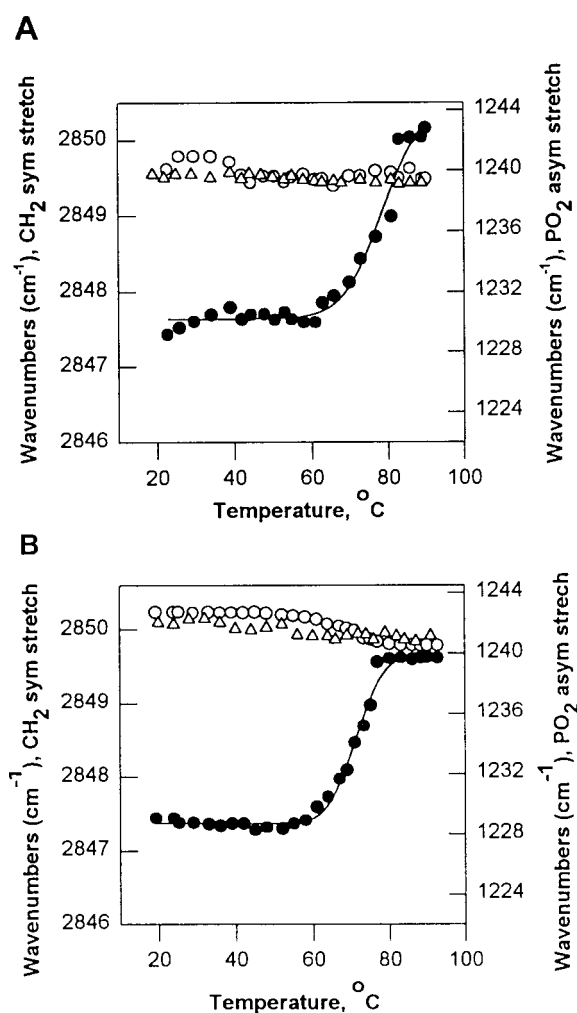 A
Wavenumbers (cm-1), CH2 sym stretch
2850
2849
2848
2847
2846
1244
1240
1236
1232
1228
1224
Wavenumbers (cm-1), PO2 asym stretch
20 40 60 80 100
Temperature, °C
B
Wavenumbers (cm-1), CH2 sym stretch
2850
2849
2848
2847
2846
1244
1240
1236
1232
1228
1224
Wavenumbers (cm-1), PO2 asym strech
20 40 60 80 100
Temperature, °C